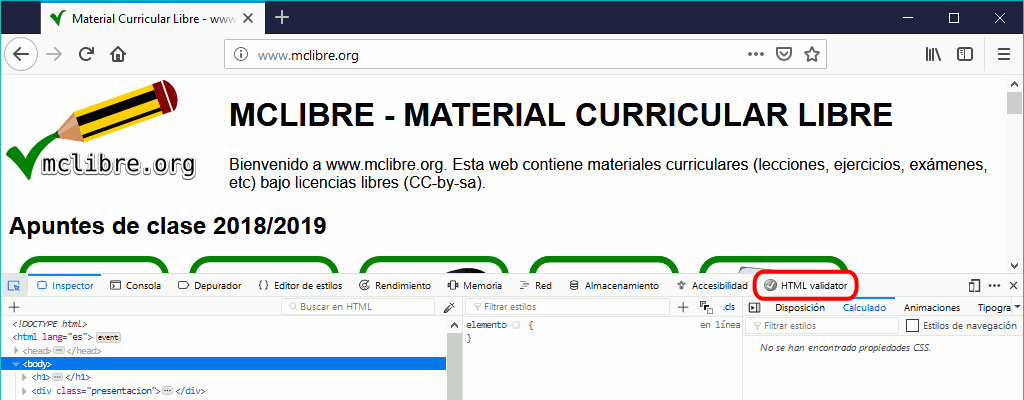 Material Curricular Libre - www
www.mclibre.org
mclibre.org
MCLIBRE - MATERIAL CURRICULAR LIBRE
Bienvenido a www.mclibre.org. Esta web contiene materiales curriculares (lecciones, ejercicios, exámenes,
etc) bajo licencias libres (CC-by-sa).
Apuntes de clase 2018/2019
Inspector Consola Depurador Editor de estilos Rendimiento Memoria Red Almacenamiento Accesibilidad HTML validator
Buscar en HTML Filtrar estilos .cls Disposición Calculado Animaciones Tipogra
<!DOCTYPE html> elemento { en línea Filtrar estilos Estilos de navegación
<html lang="es"> event }
<head> </head> No se han encontrado propiedades CSS.
<body>
<h1> </h1>
<div class="presentacion"> </div>